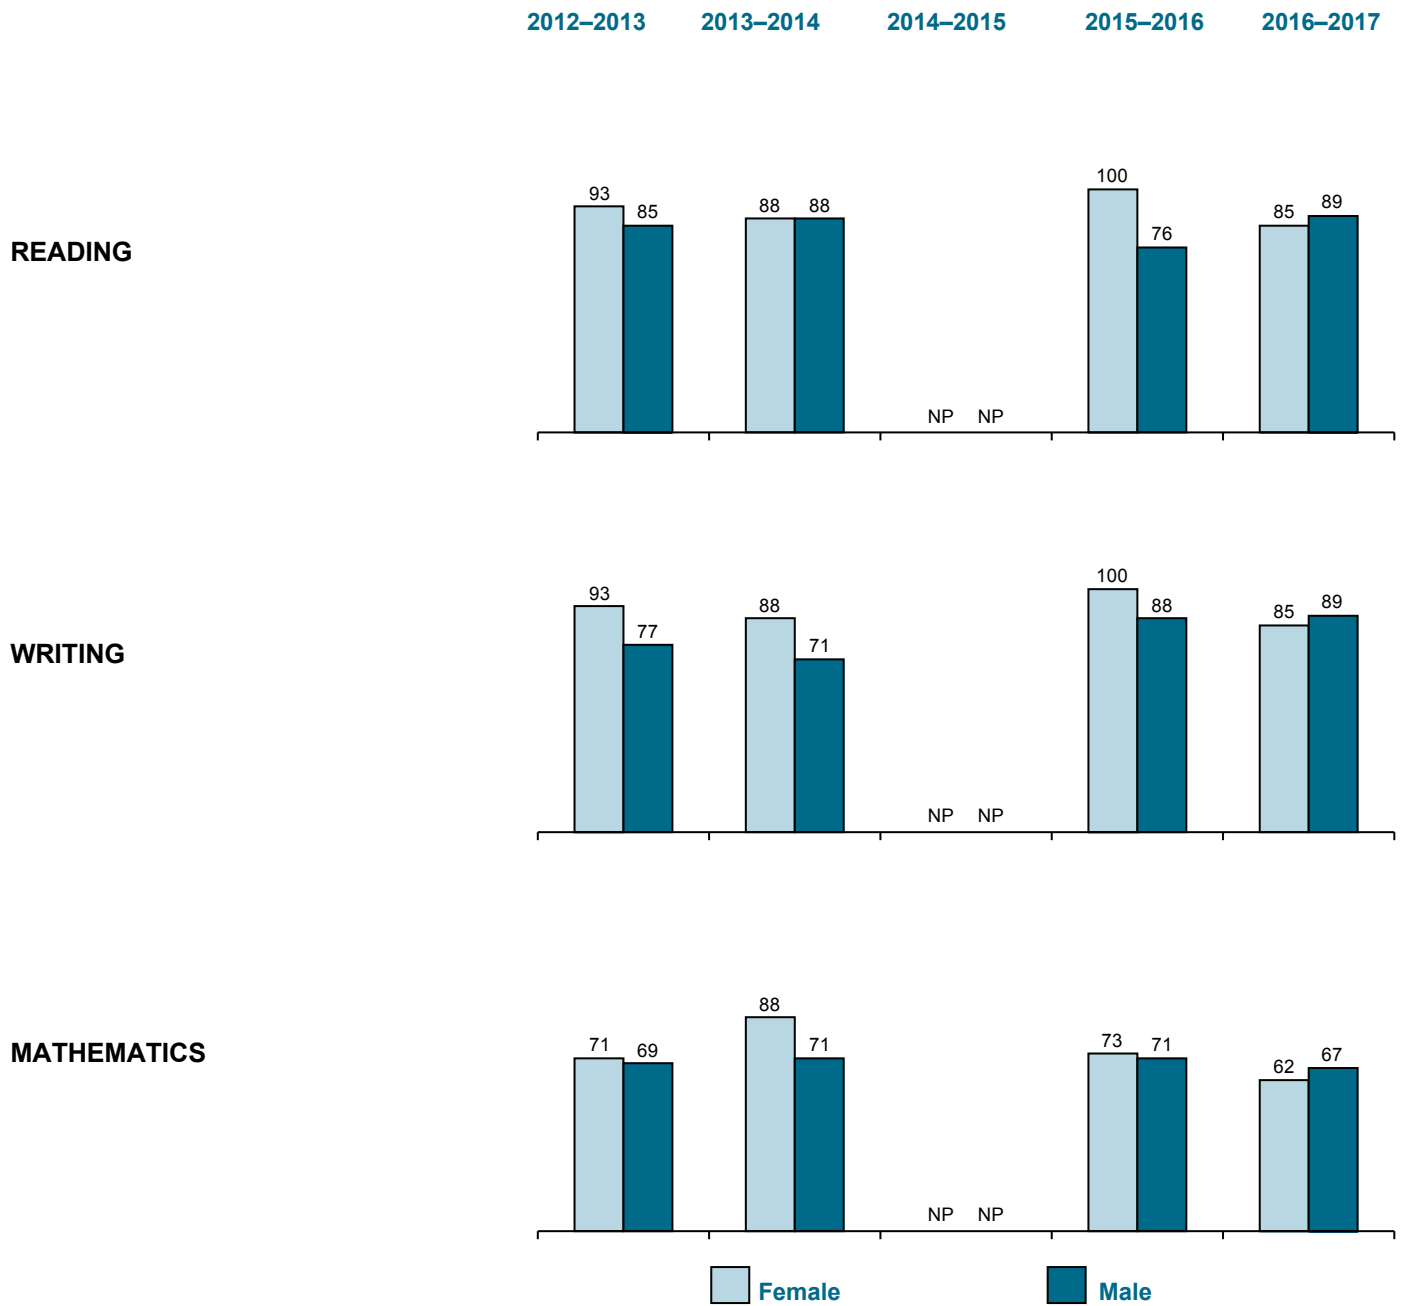 2012–2013 2013–2014 2014–2015 2015–2016 2016–2017
READING
93 85 88 88 NP NP 100 76 85 89
WRITING
93 77 88 71 NP NP 100 88 85 89
MATHEMATICS
71 69 88 71 NP NP 73 71 62 67
Female Male